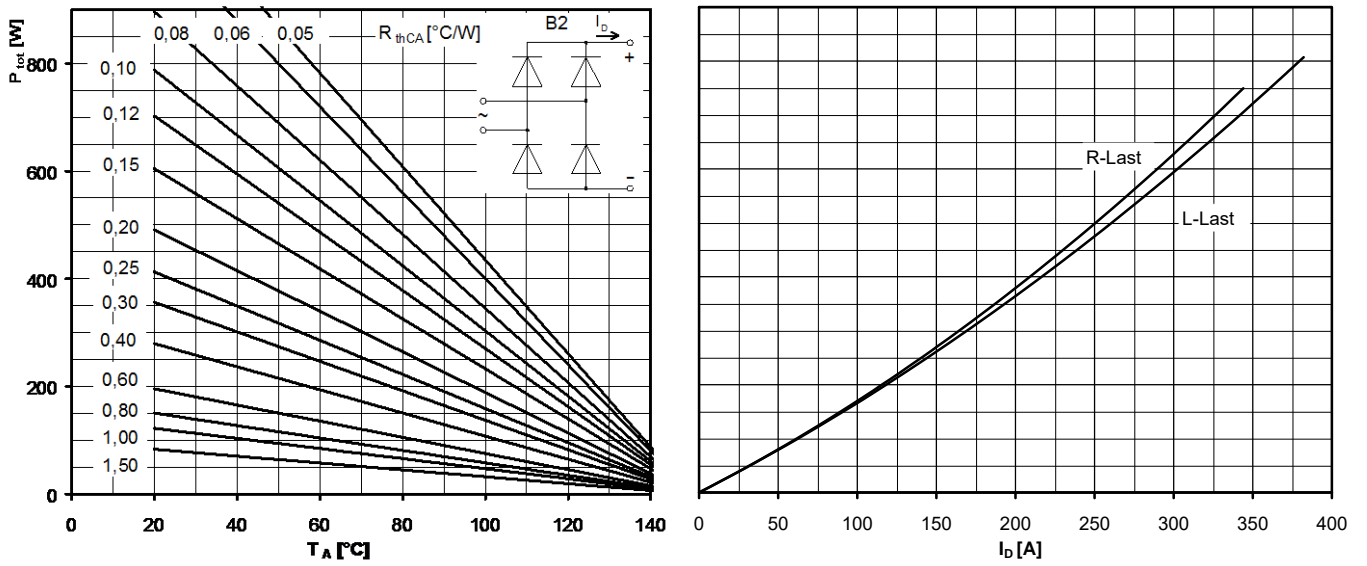 P tot [W]
800
600
400
200
0
0,08
0,06
0,05
R thCA [°C/W]
0,10
0,12
0,15
0,20
0,25
0,30
0,40
0,60
0,80
1,00
1,50
B2
I D
+
~
−
0 20 40 60 80 100 120 140
T A [°C]
R-Last
L-Last
0 50 100 150 200 250 300 350 400
I D [A]